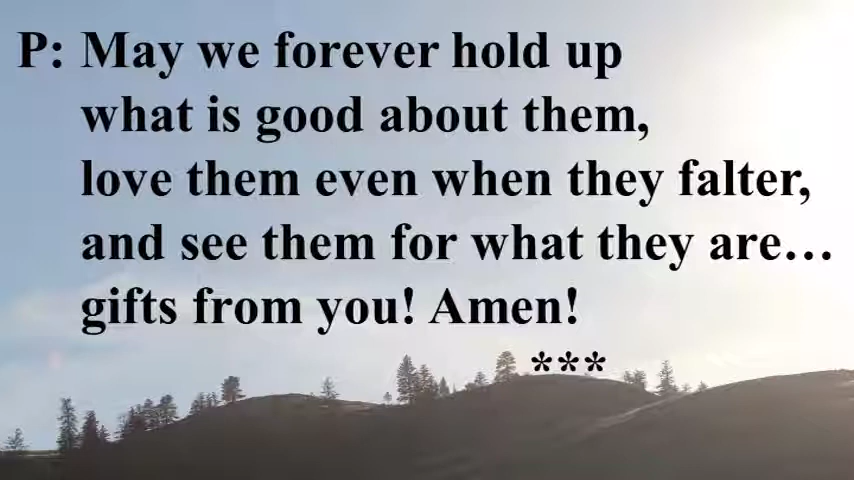 P: May we forever hold up
what is good about them,
love them even when they falter,
and see them for what they are…
gifts from you! Amen!
***